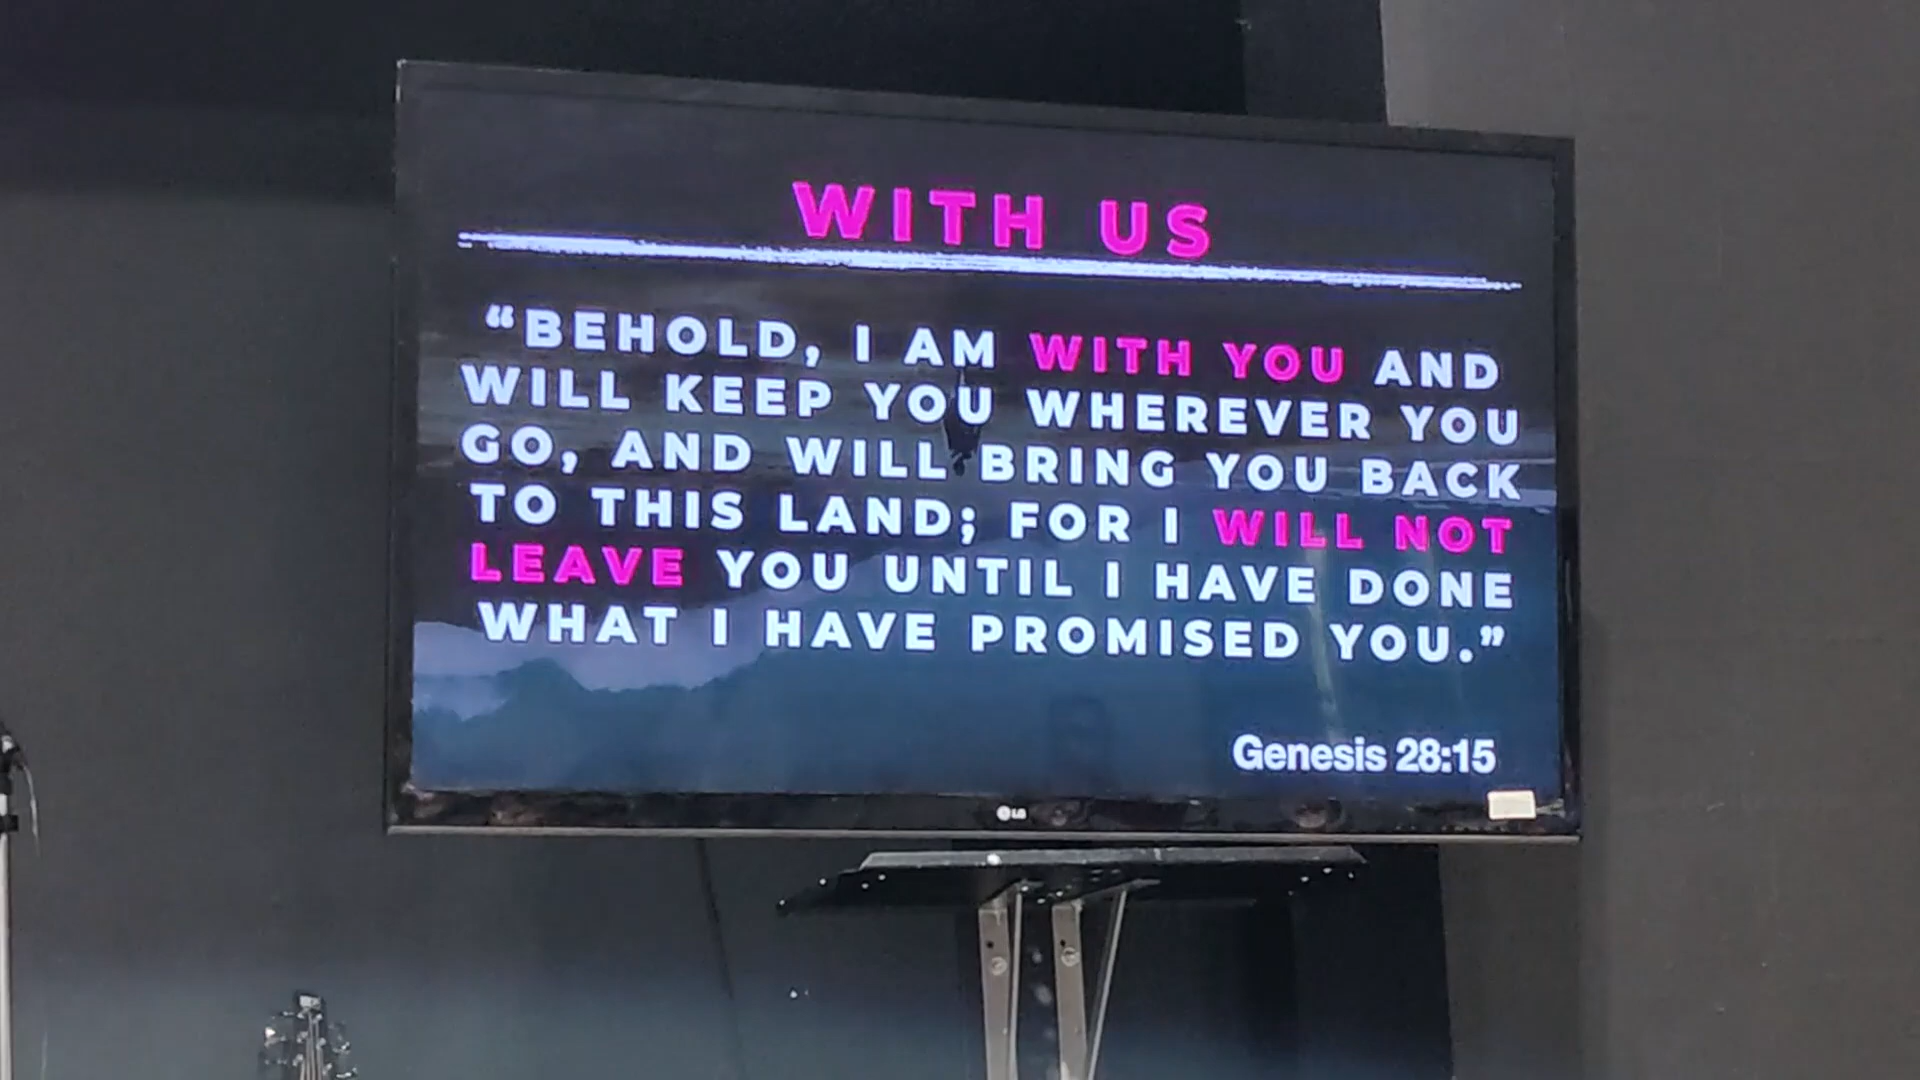 WITH US
“BEHOLD, I AM WITH YOU AND
WILL KEEP YOU WHEREVER YOU
GO, AND WILL BRING YOU BACK
TO THIS LAND; FOR I WILL NOT
LEAVE YOU UNTIL I HAVE DONE
WHAT I HAVE PROMISED YOU.”
Genesis 28:15
LG